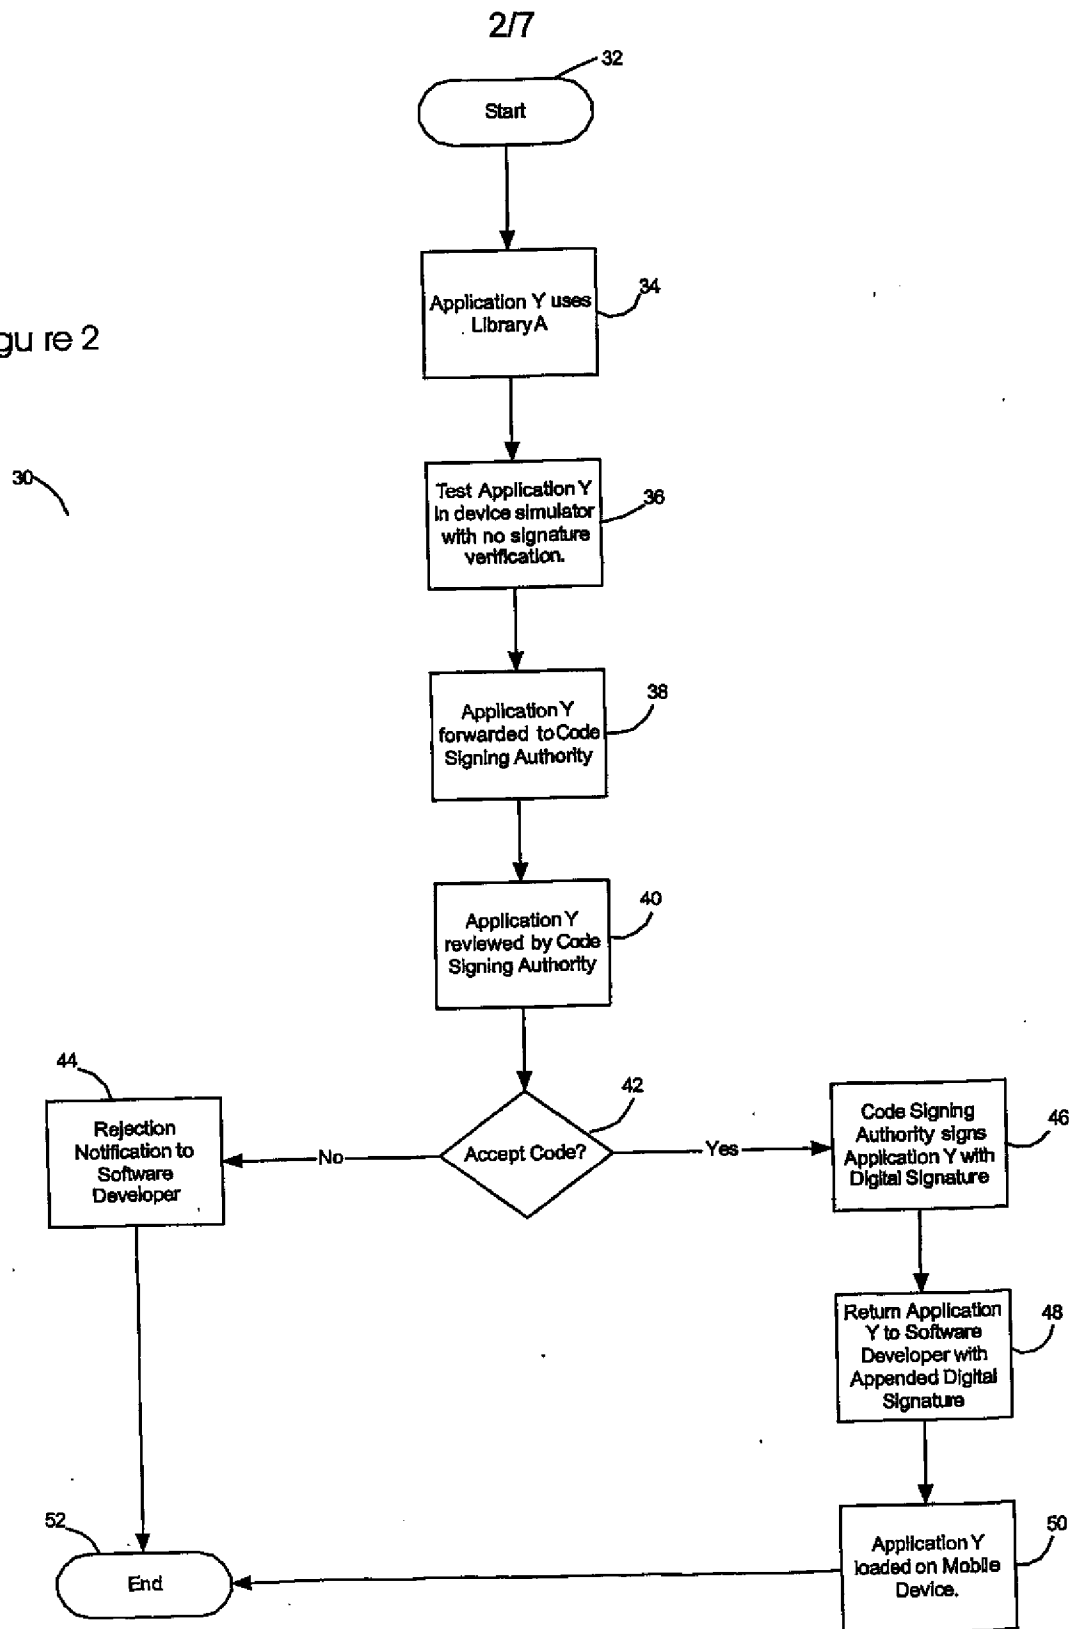 2/7
32
Start
34
Application Y uses
Library A
gu re 2
30
36
Test Application Y
in device simulator
with no signature
verification.
38
Application Y
forwarded to Code
Signing Authority
40
Application Y
reviewed by Code
Signing Authority
44
Rejection
Notification to
Software
Developer
No
42
Accept Code?
Yes
46
Code Signing
Authority signs
Application Y with
Digital Signature
48
Return Application
Y to Software
Developer with
Appended Digital
Signature
52
End
50
Application Y
loaded on Mobile
Device.